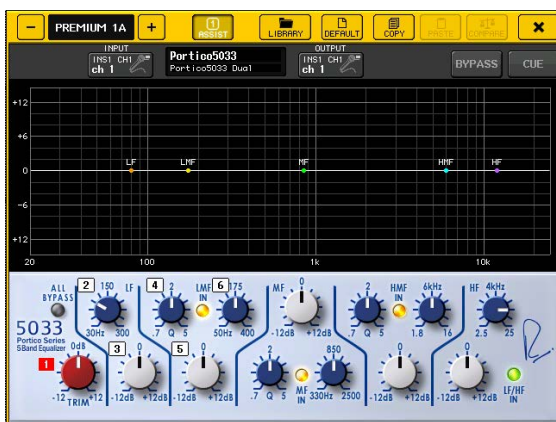 PREMIUM 1A
1
ASSIST
LIBRARY
DEFAULT
COPY
PASTE
COMPARE
INPUT
INS1 CH1
ch 1
Portico5033
Portico5033 Dual
OUTPUT
INS1 CH1
ch 1
BYPASS
CUE
+12
+6
0
-6
+12
LF
LMF
MF
HMF
HF
20
100
1k
10k
ALL
BYPASS
2
150
LF
30Hz
300
4
2
.7
Q
5
LMF
IN
6
175
50Hz
400
MF
0
-12dB
+12dB
2
.7
Q
5
HMF
IN
6kHz
1.8
16
HF
4kHz
2.5
25
5033
Portico Series
5Band Equalizer
1
0dB
-12
+12
TRIM
3
0
-12dB
+12dB
5
0
-12dB
+12dB
2
.7
Q
5
MF
IN
850
330Hz
2500
0
-12dB
+12dB
0
-12dB
+12dB
LF/HF
IN